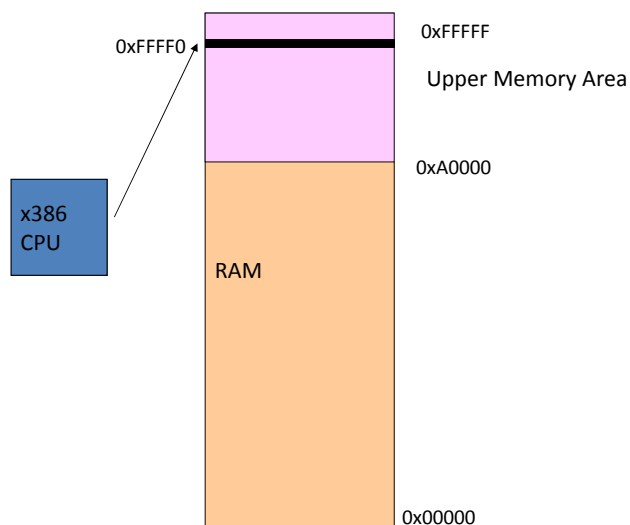 0xFFFFF
0xFFFF0
Upper Memory Area
0xA0000
x386
CPU
RAM
0x00000